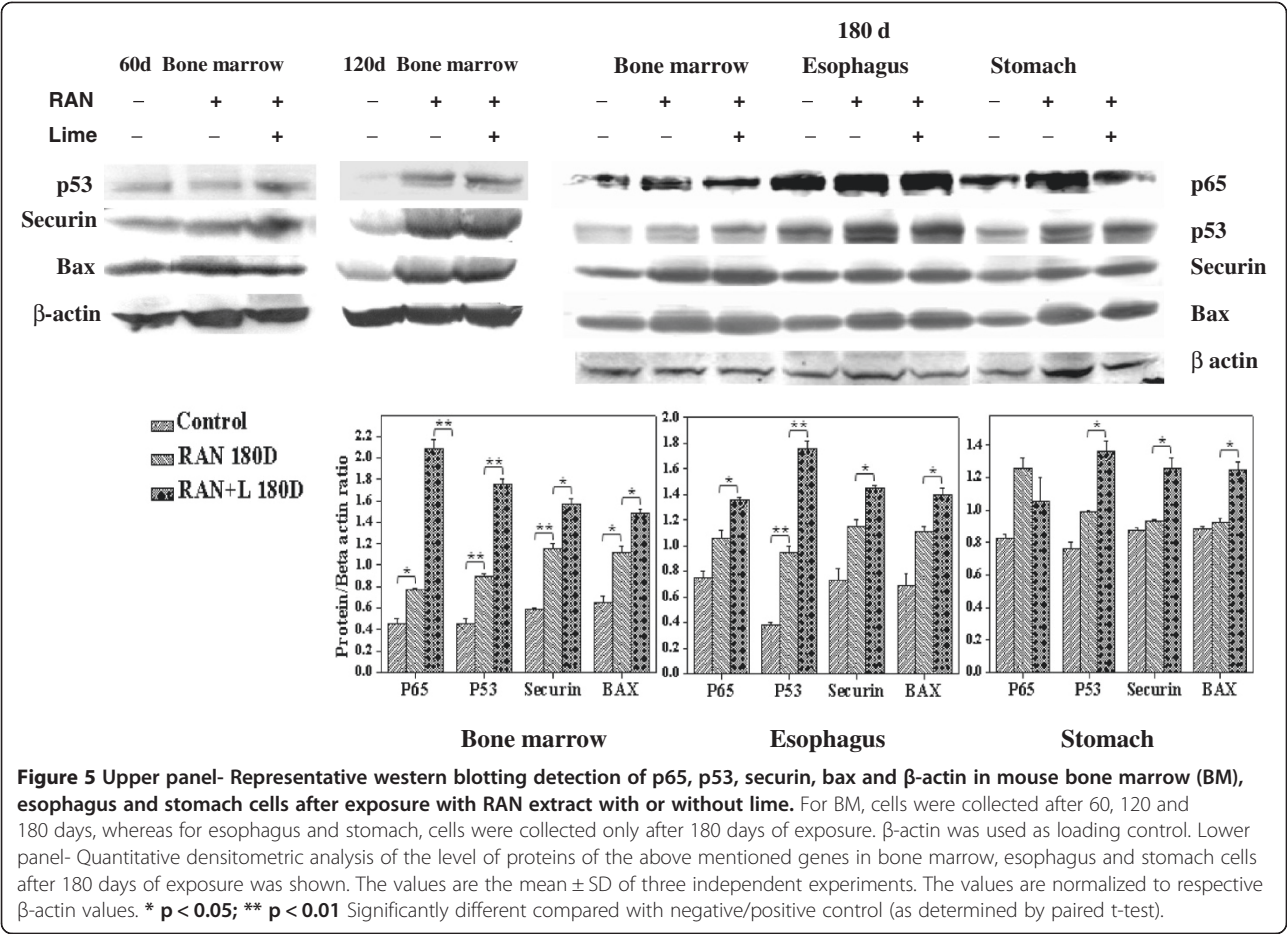 180 d
60d Bone marrow 120d Bone marrow Bone marrow Esophagus Stomach
RAN – + + – + + – + + – + + – + +
Lime – – + – – + – – + – – + – – +
p53 p65
Securin p53
Bax Securin
β-actin Bax
β actin
Control
RAN 180D
RAN+L 180D
Protein/Beta actin ratio
2.2
2.0
1.8
1.6
1.4
1.2
1.0
0.8
0.6
0.4
0.2
0.0
* ** ** ** * ** * *
P65 P53 Securin BAX
Bone marrow
2.0
1.8
1.6
1.4
1.2
1.0
0.8
0.6
0.4
0.2
0.0
* ** ** * *
P65 P53 Securin BAX
Esophagus
1.4
1.2
1.0
0.8
0.6
0.4
0.2
0.0
* * *
P65 P53 Securin BAX
Stomach
Figure 5 Upper panel- Representative western blotting detection of p65, p53, securin, bax and β-actin in mouse bone marrow (BM),
esophagus and stomach cells after exposure with RAN extract with or without lime. For BM, cells were collected after 60, 120 and
180 days, whereas for esophagus and stomach, cells were collected only after 180 days of exposure. β-actin was used as loading control. Lower
panel- Quantitative densitometric analysis of the level of proteins of the above mentioned genes in bone marrow, esophagus and stomach cells
after 180 days of exposure was shown. The values are the mean ± SD of three independent experiments. The values are normalized to respective
β-actin values. * p < 0.05; ** p < 0.01 Significantly different compared with negative/positive control (as determined by paired t-test).